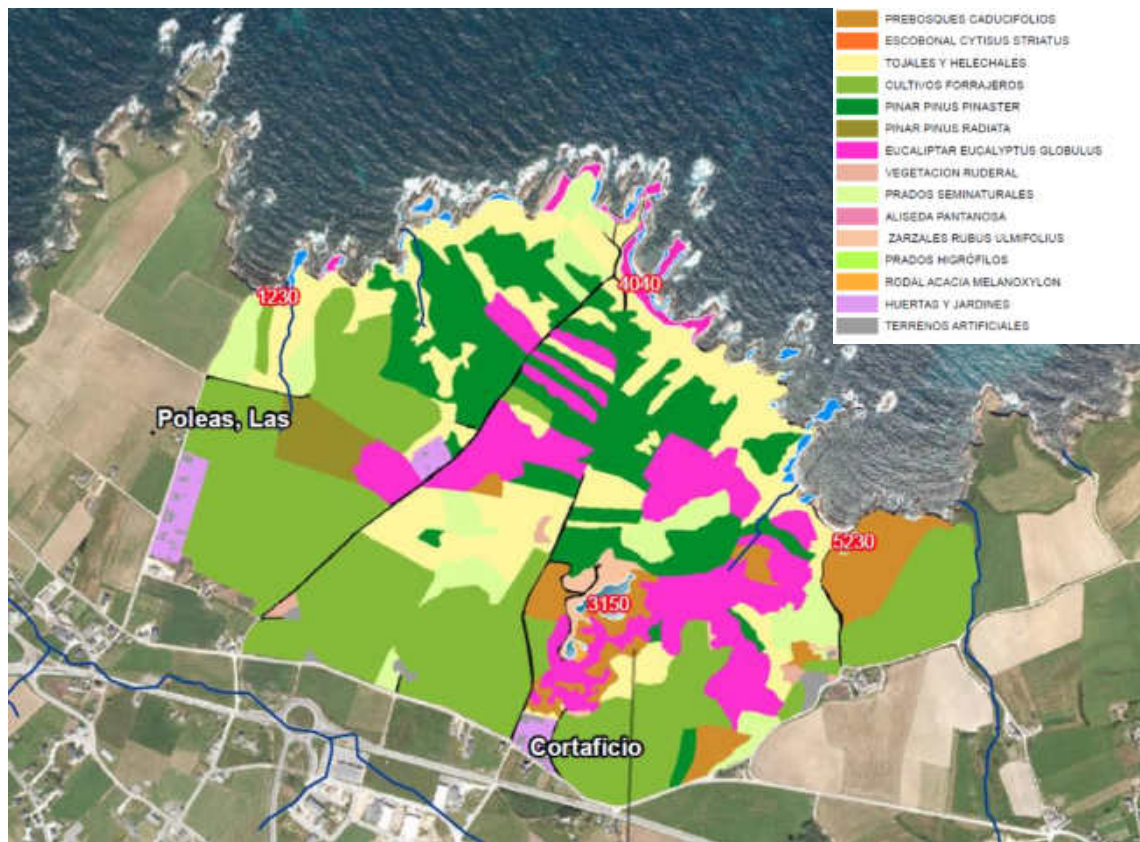 PREBOSQUES CADUCIFOLIOS
ESCOBONAL CYTISUS STRIATUS
TOJALES Y HELECHALES
CULTIVOS FORRAJEROS
PINAR PINUS PINASTER
PINAR PINUS RADIATA
EUCALIPTAR EUCALYPTUS GLOBULUS
VEGETACION RUDERAL
PRADOS SEMINATURALES
ALISEDA PANTANOSA
ZARZALES RUBUS ULMIFOLIUS
PRADOS HIGRÓFILOS
RODAL ACACIA MELANOXYLON
HUERTAS Y JARDINES
TERRENOS ARTIFICIALES
4040
1230
Poleas, Las
5230
3150
Cortaficio